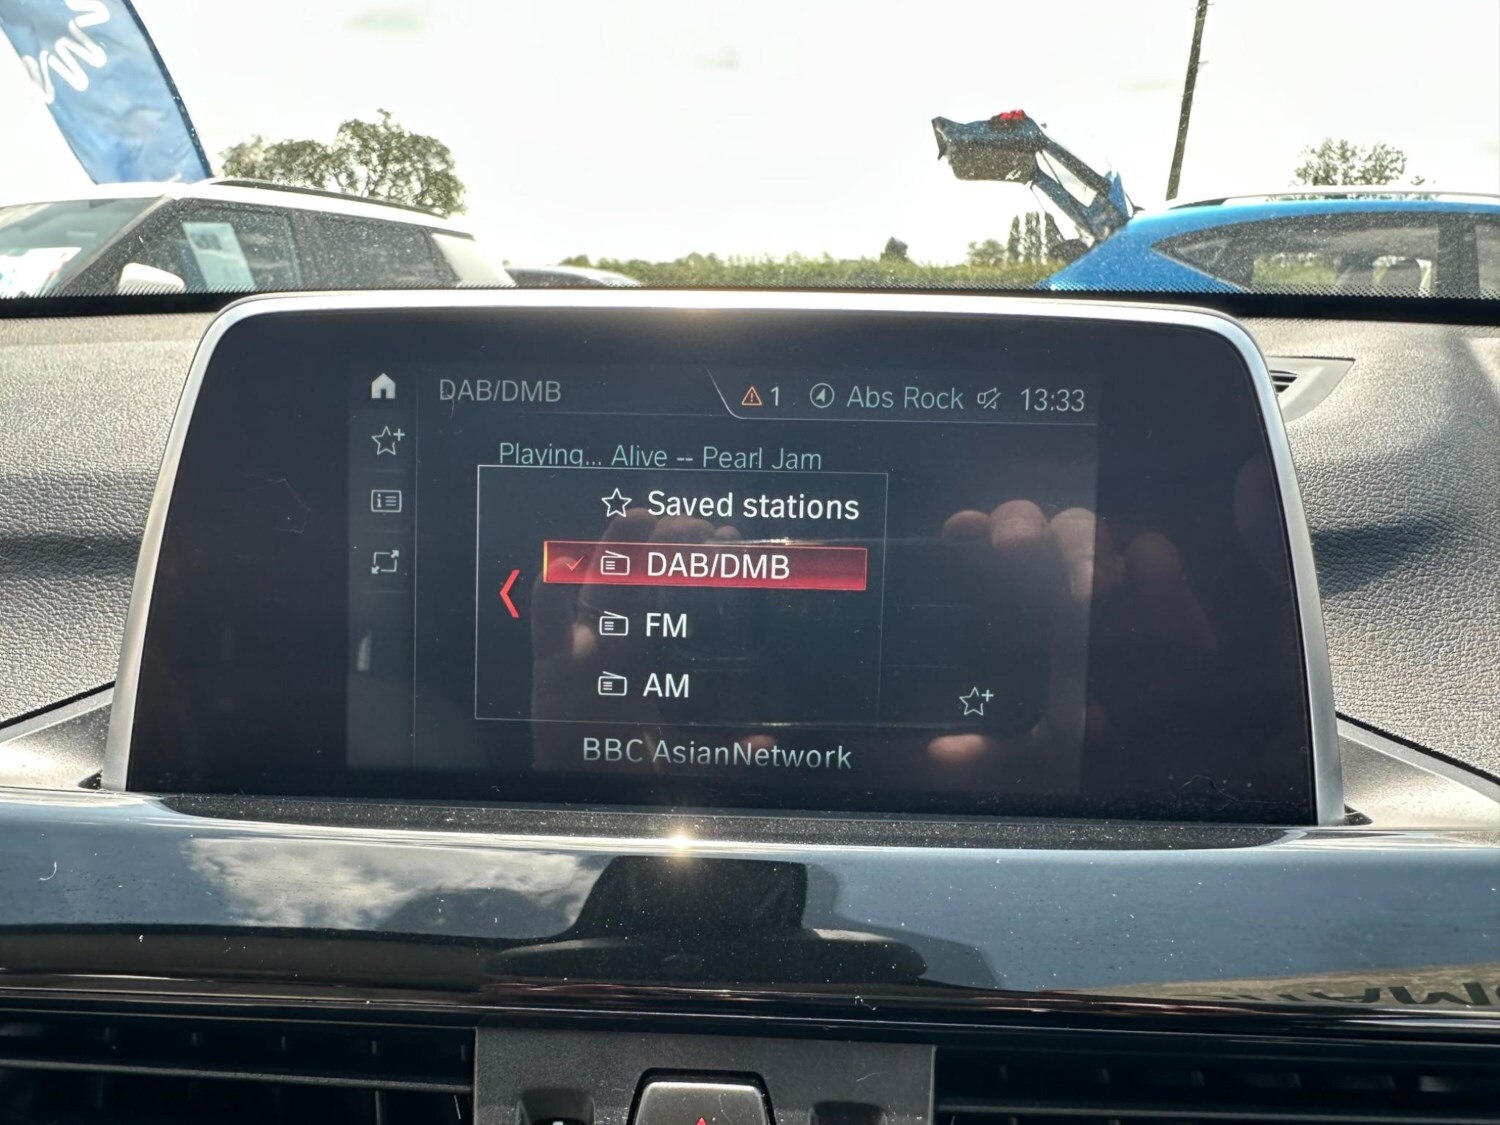 DAB/DMB
1 Abs Rock 13:33
Playing... Alive -- Pearl Jam
Saved stations
DAB/DMB
FM
AM
BBC AsianNetwork